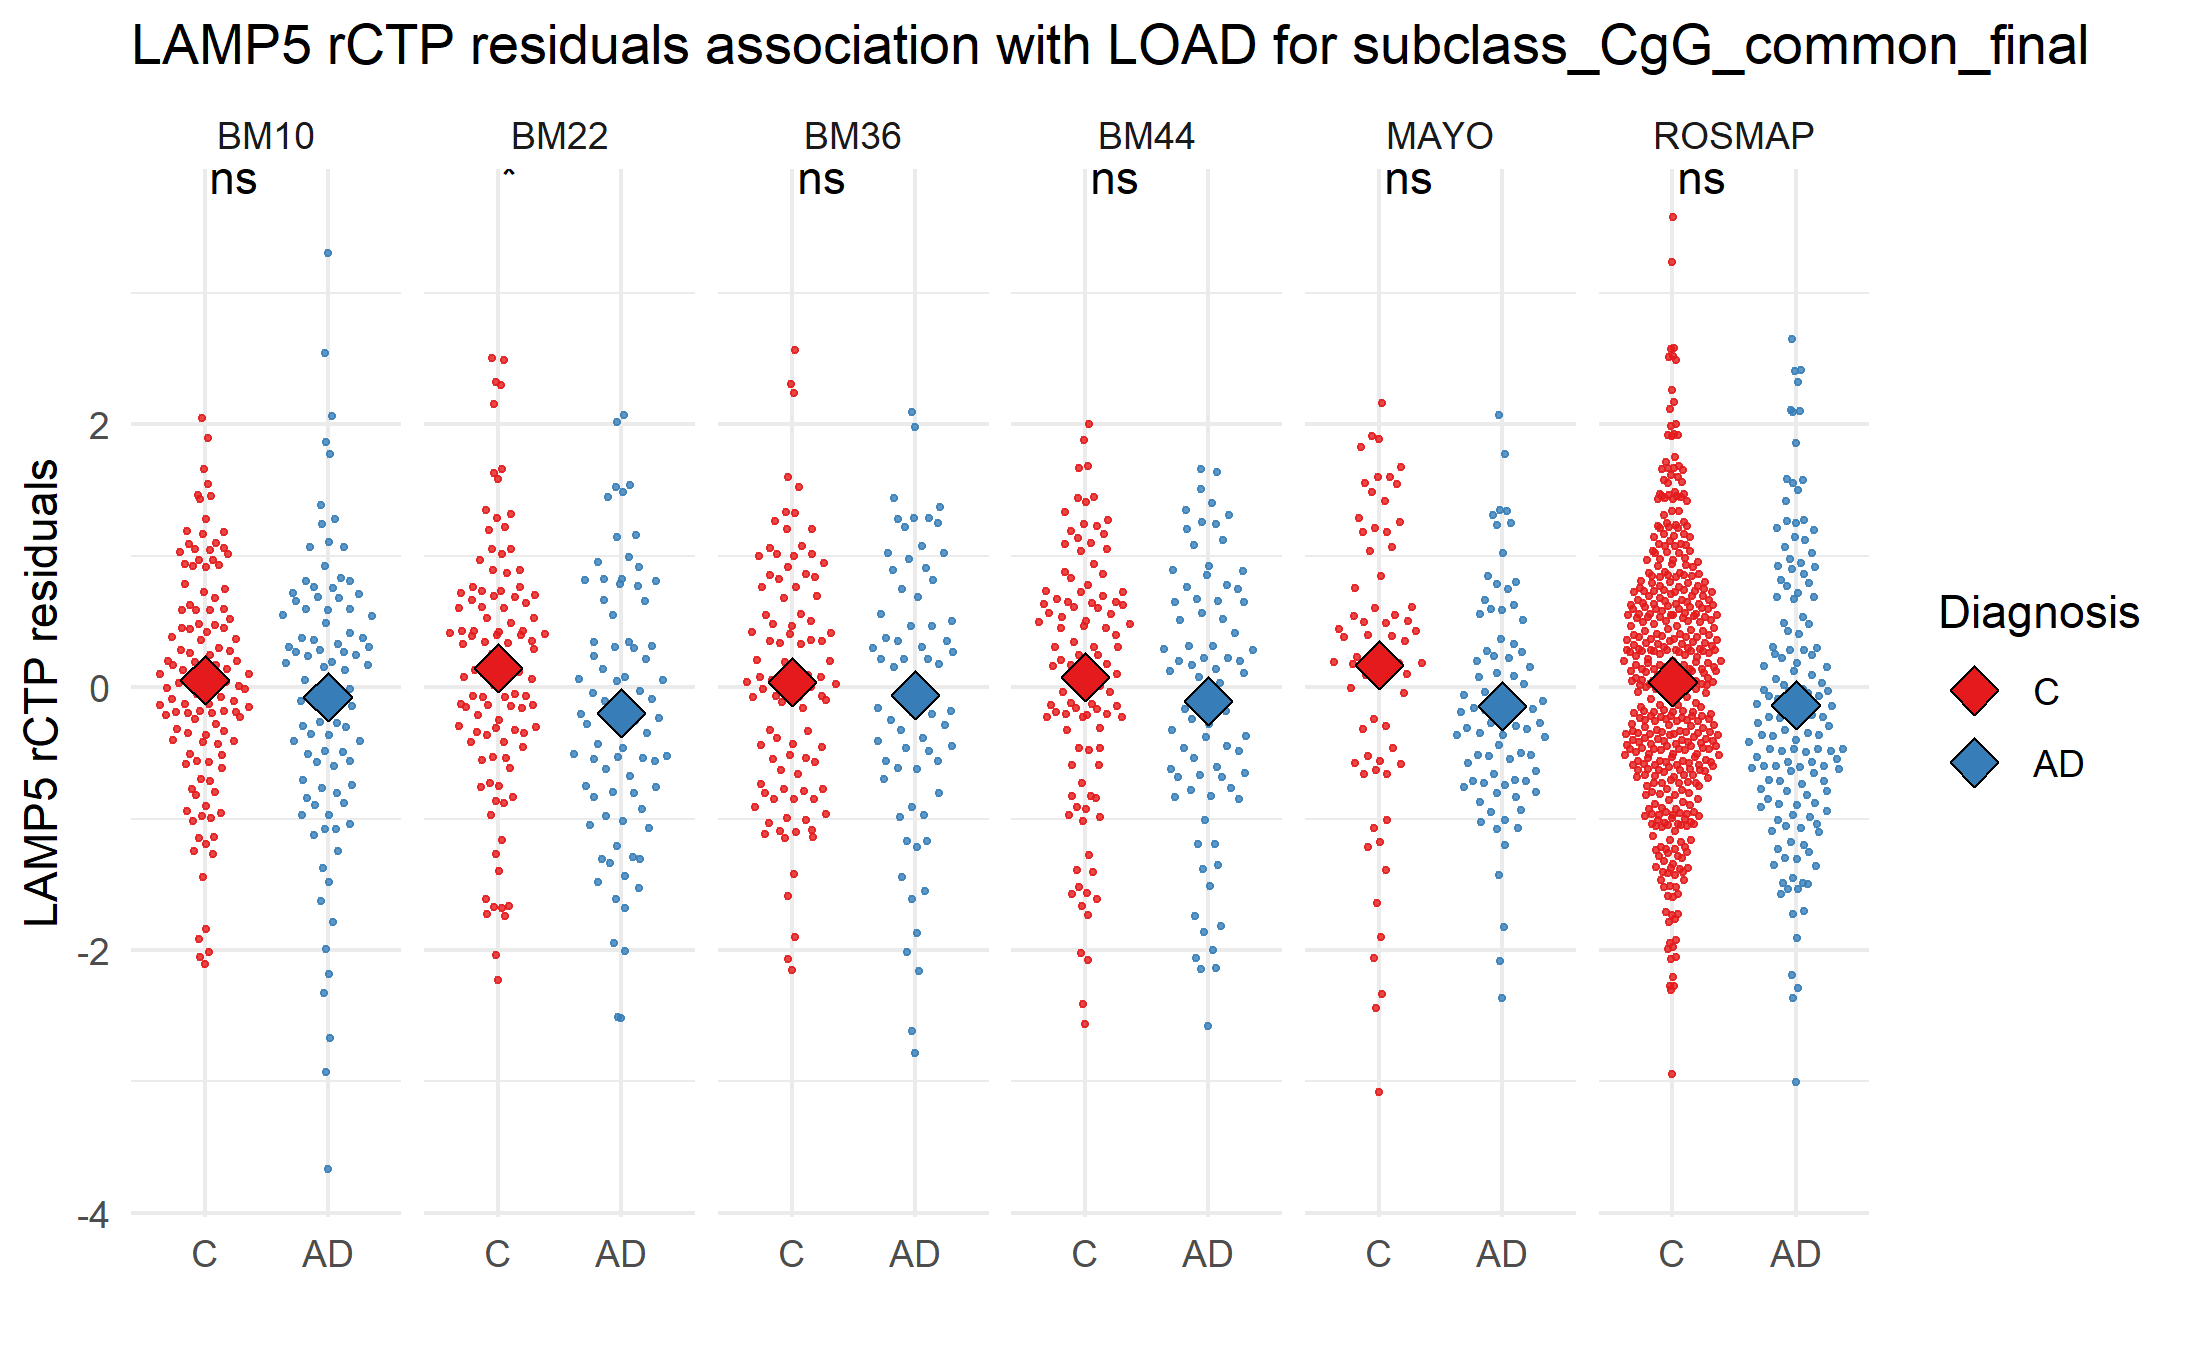 LAMP5 rCTP residuals association with LOAD for subclass_CgG_common_final
BM10 BM22 BM36 BM44 MAYO ROSMAP
ns * ns ns ns ns
LAMP5 rCTP residuals
2
0
-2
-4
C AD C AD C AD C AD C AD C AD
Diagnosis
C
AD